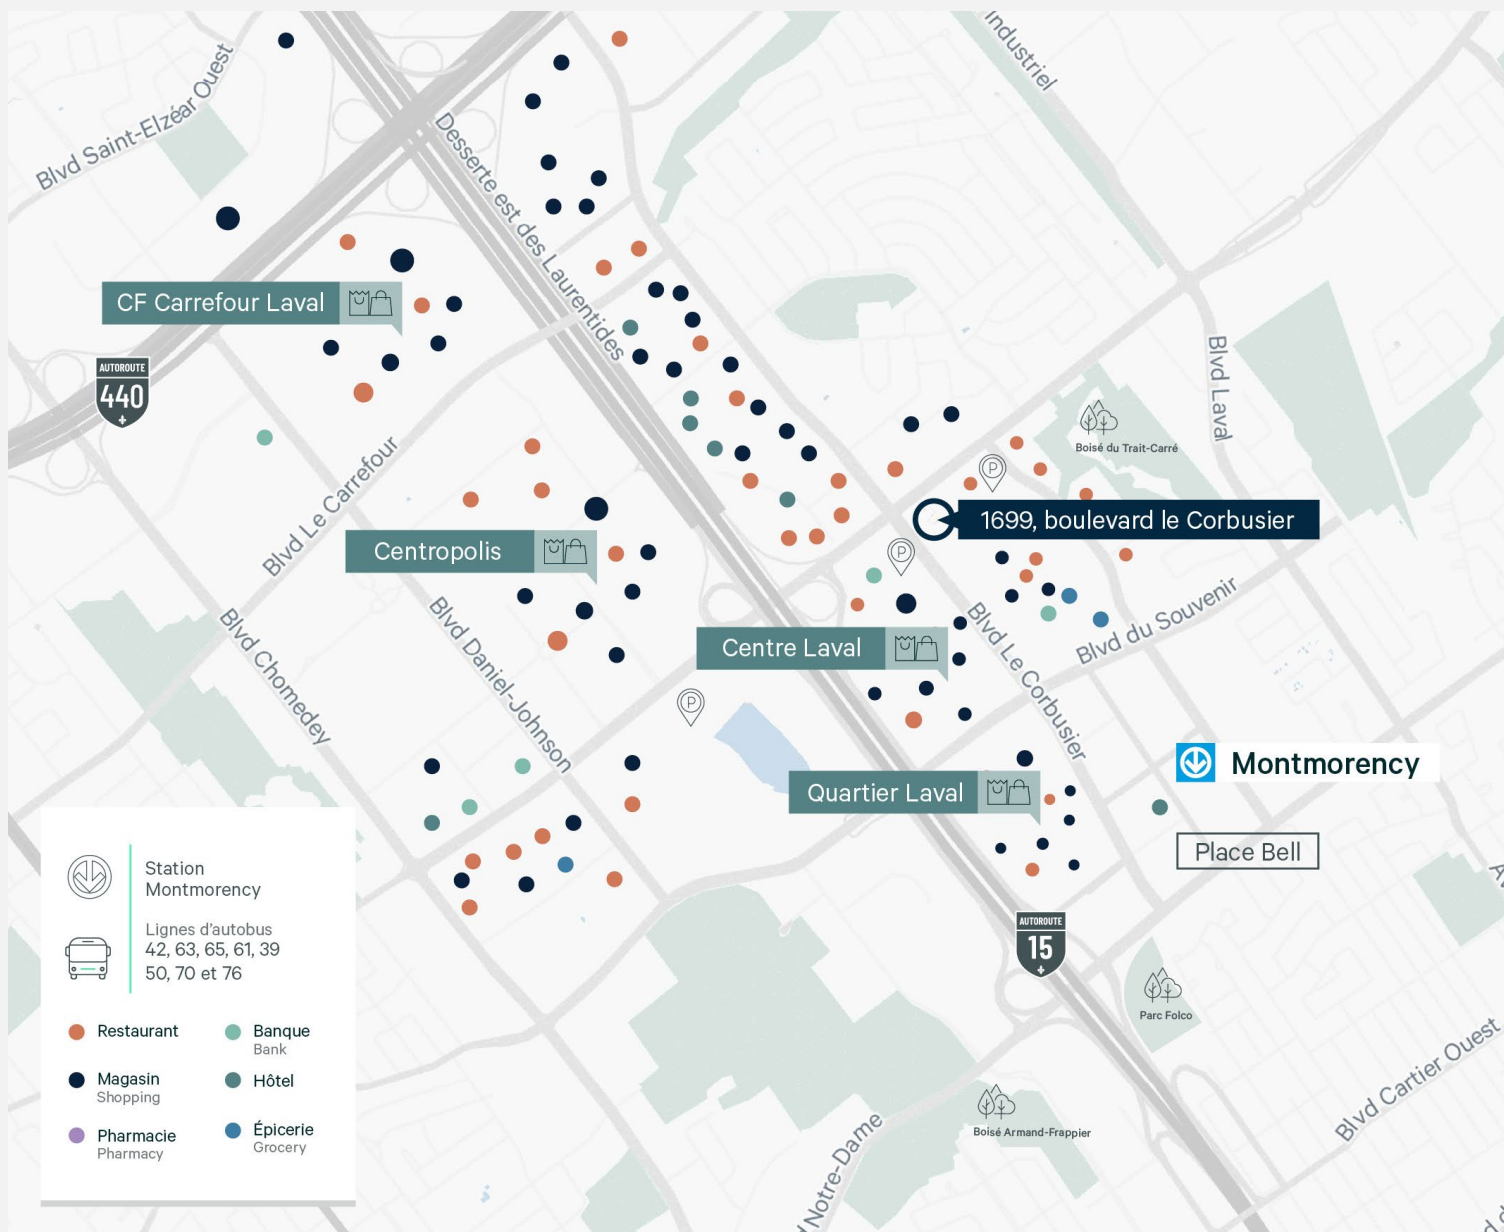 Industriel
Blvd Saint-Elzéar Ouest
Desserte est des Laurentides
CF Carrefour Laval
AUTOROUTE
440
Blvd Laval
Boisé du Trait-Carré
P
Blvd Le Carrefour
1699, boulevard le Corbusier
Centropolis
P
Blvd Chomedey
Blvd Daniel-Johnson
Centre Laval
Blvd Le Corbusier
Blvd du Souvenir
P
Montmorency
Quartier Laval
Place Bell
AUTOROUTE
15
Parc Folco
Boisé Armand-Frappier
Blvd Cartier Ouest
Notre-Dame
Station
Montmorency
Lignes d'autobus
42, 63, 65, 61, 39
50, 70 et 76
Restaurant
Banque
Bank
Magasin
Shopping
Hôtel
Pharmacie
Pharmacy
Épicerie
Grocery